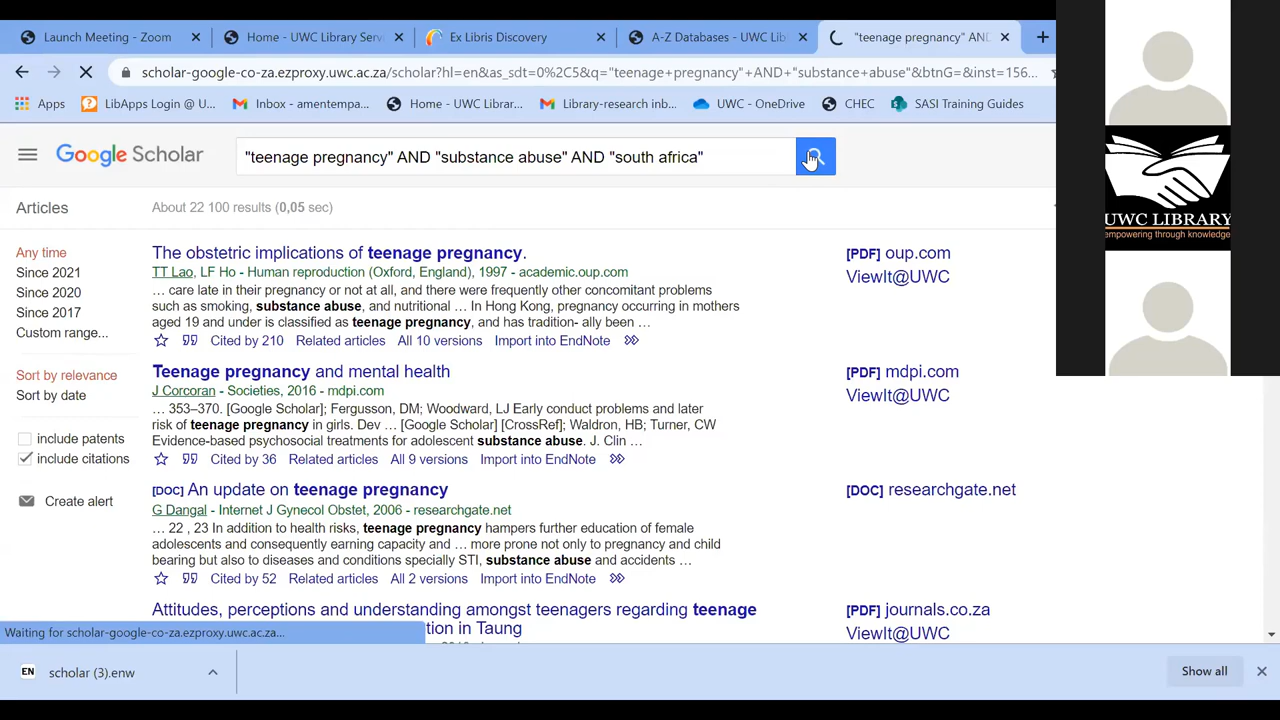 Launch Meeting - Zoom
Home - UWC Library Serv
Ex Libris Discovery
A-Z Databases - UWC Lib
"teenage pregnancy" AND
scholar-google-co-za.ezproxy.uwc.ac.za/scholar?hl=en&as_sdt=0%2C5&q="teenage+pregnancy"+AND+"substance+abuse"&btnG=&inst=156...
Apps
LibApps Login @ U...
Inbox - amentempa...
Home - UWC Librar...
Library-research inb...
UWC - OneDrive
CHEC
SASI Training Guides
Google Scholar
"teenage pregnancy" AND "substance abuse" AND "south africa"
UWC LIBRARY
empowering through knowledge
Articles
About 22 100 results (0,05 sec)
Any time
Since 2021
Since 2020
Since 2017
Custom range...
Sort by relevance
Sort by date
include patents
include citations
Create alert
The obstetric implications of teenage pregnancy.
TT Lao, LF Ho - Human reproduction (Oxford, England), 1997 - academic.oup.com
... care late in their pregnancy or not at all, and there were frequently other concomitant problems
such as smoking, substance abuse, and nutritional ... In Hong Kong, pregnancy occurring in mothers
aged 19 and under is classified as teenage pregnancy, and has tradition- ally been ...
Cited by 210 Related articles All 10 versions Import into EndNote
[PDF] oup.com
ViewIt@UWC
Teenage pregnancy and mental health
J Corcoran - Societies, 2016 - mdpi.com
... 353–370. [Google Scholar]; Fergusson, DM; Woodward, LJ Early conduct problems and later
risk of teenage pregnancy in girls. Dev ... [Google Scholar] [CrossRef]; Waldron, HB; Turner, CW
Evidence-based psychosocial treatments for adolescent substance abuse. J. Clin ...
Cited by 36 Related articles All 9 versions Import into EndNote
[PDF] mdpi.com
ViewIt@UWC
[DOC] An update on teenage pregnancy
G Dangal - Internet J Gynecol Obstet, 2006 - researchgate.net
... 22 , 23 In addition to health risks, teenage pregnancy hampers further education of female
adolescents and consequently earning capacity and ... more prone not only to pregnancy and child
bearing but also to diseases and conditions specially STI, substance abuse and accidents ...
Cited by 52 Related articles All 2 versions Import into EndNote
[DOC] researchgate.net
Attitudes, perceptions and understanding amongst teenagers regarding teenage
tion in Taung
[PDF] journals.co.za
ViewIt@UWC
Waiting for scholar-google-co-za.ezproxy.uwc.ac.za...
EN
scholar (3).enw
Show all